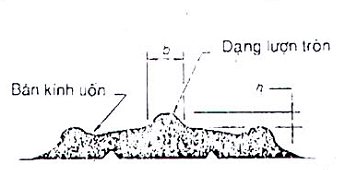 b
Dạng lượn tròn
h
Bán kính uốn